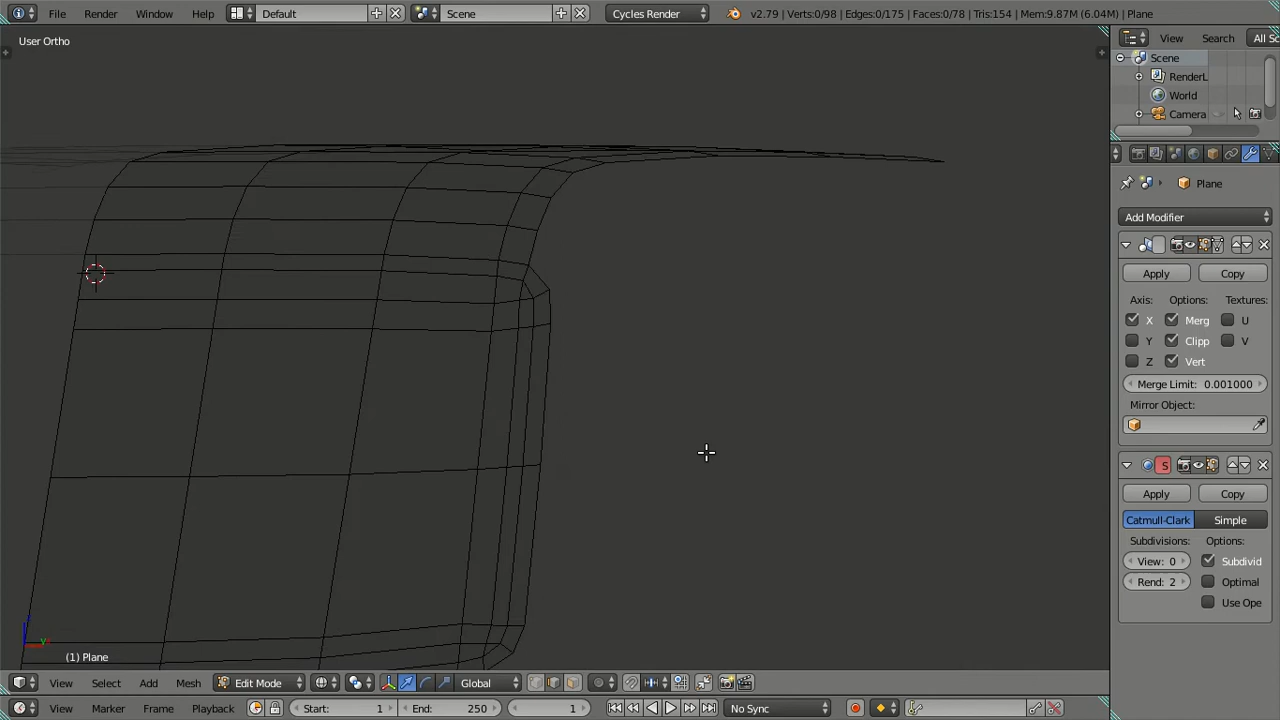 File Render Window Help Default Scene Cycles Render v2.79 | Verts:0/98 | Edges:0/175 | Faces:0/78 | Tris:154 | Mem:9.87M (6.04M) | Plane
User Ortho
View Search All Sc
Scene
RenderL
World
Camera
Plane
Add Modifier
Apply Copy
Axis: Options: Textures:
X Merg U
Y Clipp V
Z Vert
Merge Limit: 0.001000
Mirror Object:
S
Apply Copy
Catmull-Clark Simple
Subdivisions: Options:
View: 0 Subdivid
Rend: 2 Optimal
Use Ope
y
(1) Plane
View Select Add Mesh Edit Mode Global
View Marker Frame Playback Start: 1 End: 250 1 No Sync